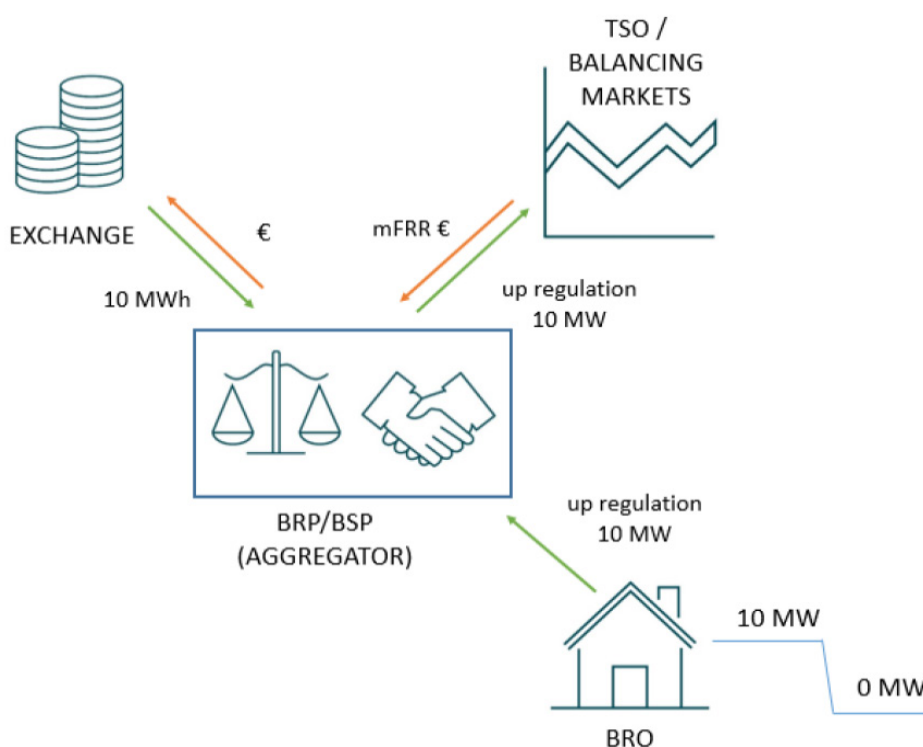 TSO /
BALANCING
MARKETS
EXCHANGE
€
mFRR €
10 MWh
up regulation
10 MW
BRP/BSP
(AGGREGATOR)
up regulation
10 MW
10 MW
0 MW
BRO